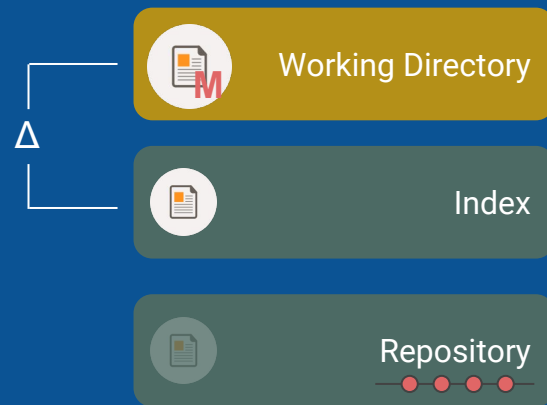 Working Directory
M
Δ
Index
Repository